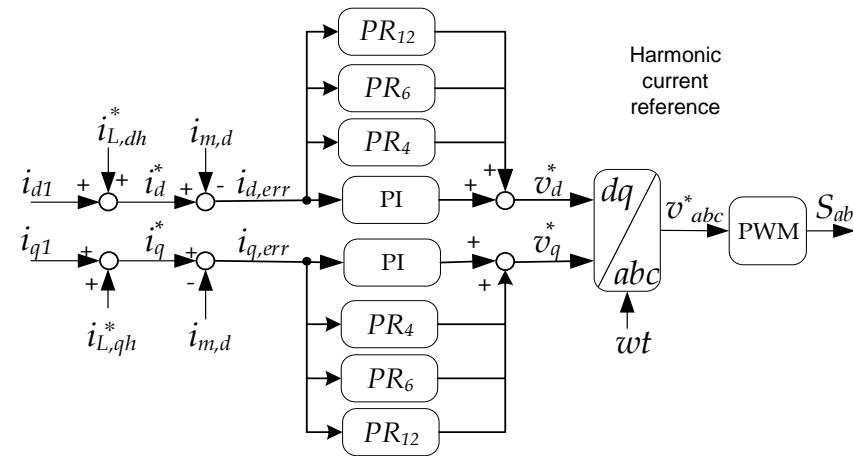 PR12
PR6
PR4
PI
Harmonic
current
reference
i*L,dh
im,d
id1
+
+
i*d
+
-
id,err
+
+
v*d
dq
abc
v*abc
PWM
Sab
iq1
+
+
i*q
+
-
iq,err
PI
+
+
v*q
i*L,qh
im,d
PR4
PR6
PR12
wt